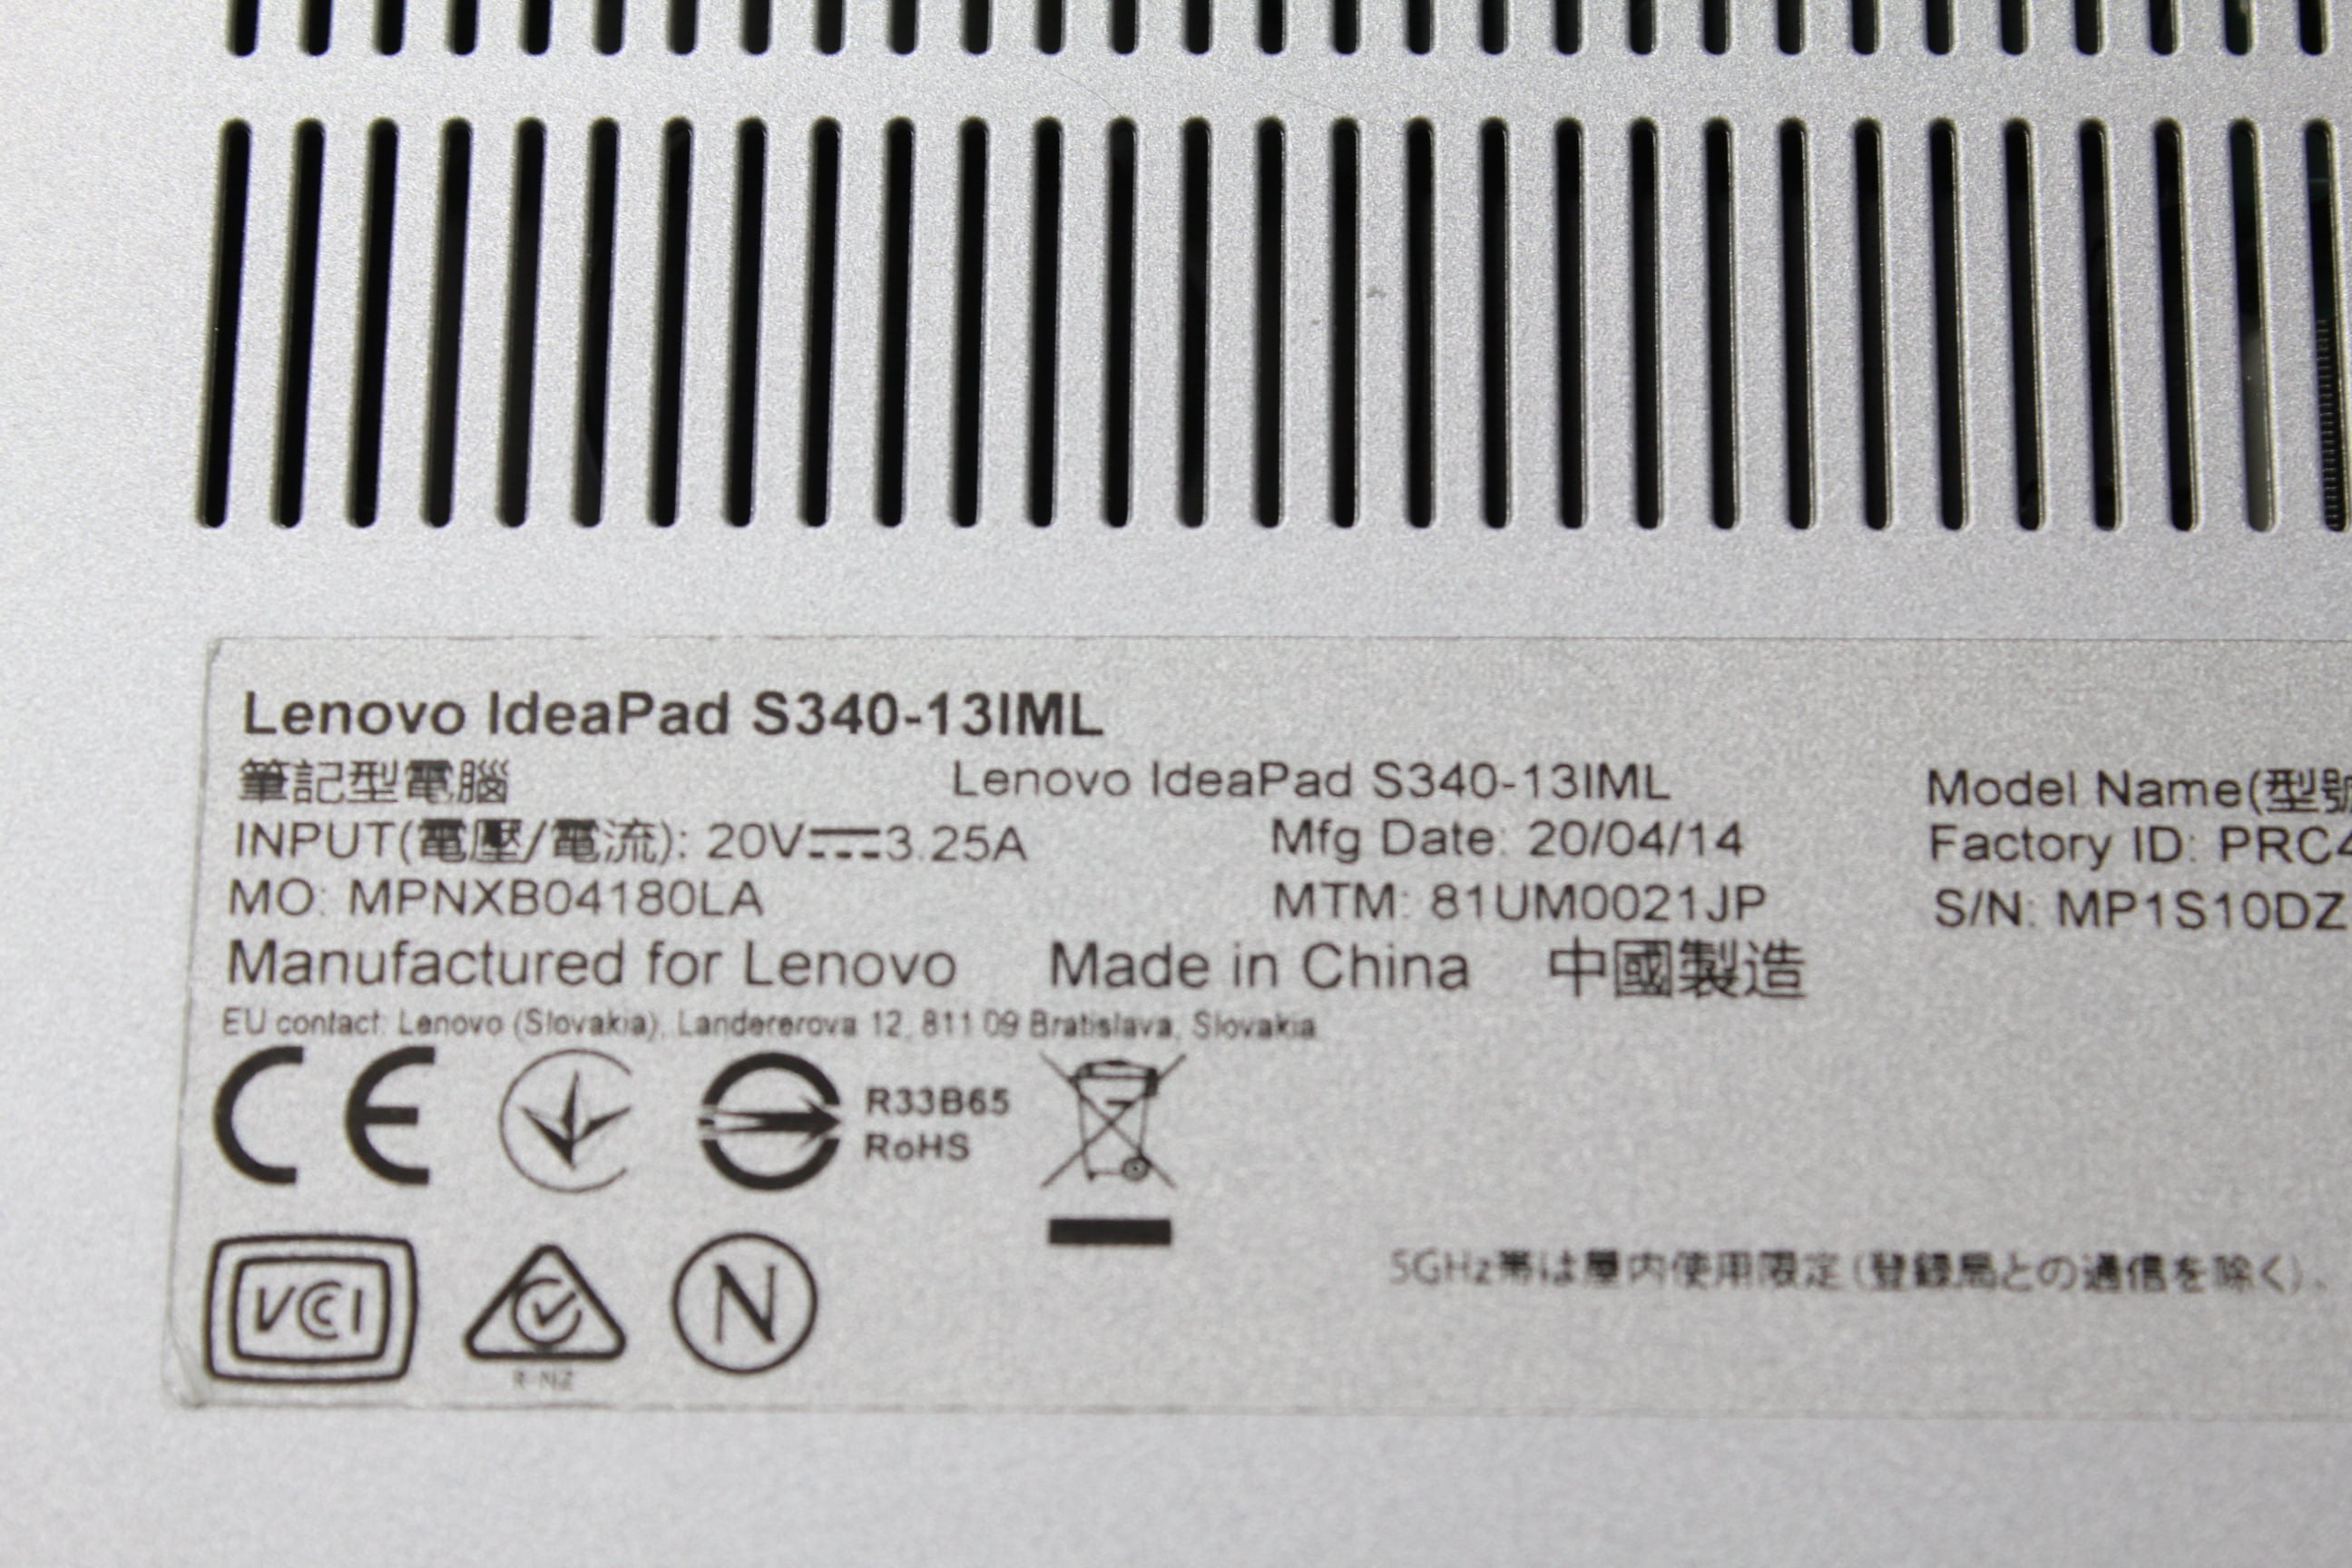 Lenovo IdeaPad S340-13IML
筆記型電腦 Lenovo IdeaPad S340-13IML Model Name(型號
INPUT(電壓/電流): 20V⎓3.25A Mfg Date: 20/04/14 Factory ID: PRC4
MO: MPNXB04180LA MTM: 81UM0021JP S/N: MP1S10DZ
Manufactured for Lenovo Made in China 中國製造
EU contact: Lenovo (Slovakia), Landererova 12, 811 09 Bratislava, Slovakia
CE R33B65
RoHS
VCCI N
R-NZ
5GHz帯は屋内使用限定(登録局との通信を除く)、